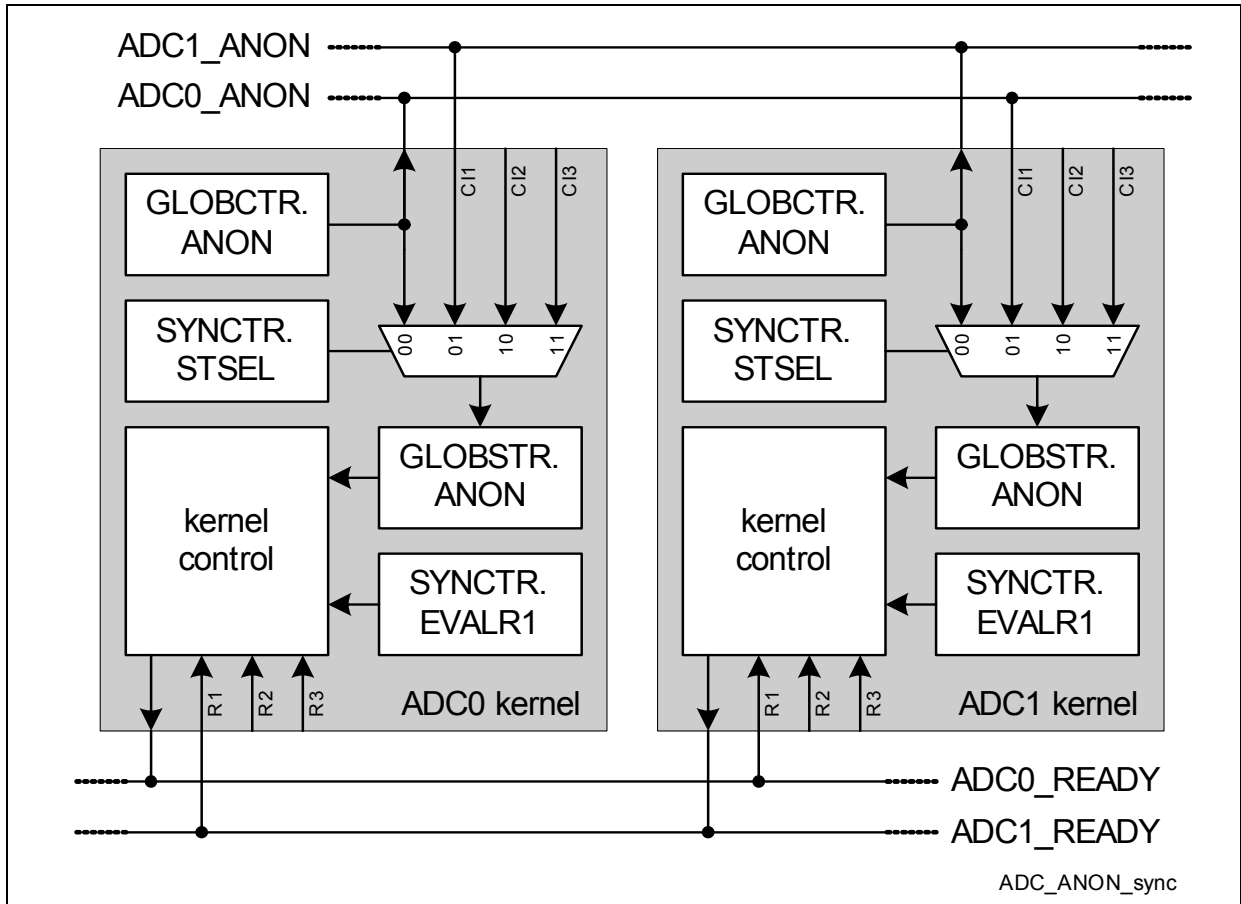 ADC1_ANON
ADC0_ANON
GLOBCTR.
ANON
CI1
CI2
CI3
SYNCTR.
STSEL
00
01
10
11
GLOBSTR.
ANON
kernel
control
SYNCTR.
EVALR1
R1
R2
R3
ADC0 kernel
GLOBCTR.
ANON
CI1
CI2
CI3
SYNCTR.
STSEL
00
01
10
11
GLOBSTR.
ANON
kernel
control
SYNCTR.
EVALR1
R1
R2
R3
ADC1 kernel
ADC0_READY
ADC1_READY
ADC_ANON_sync